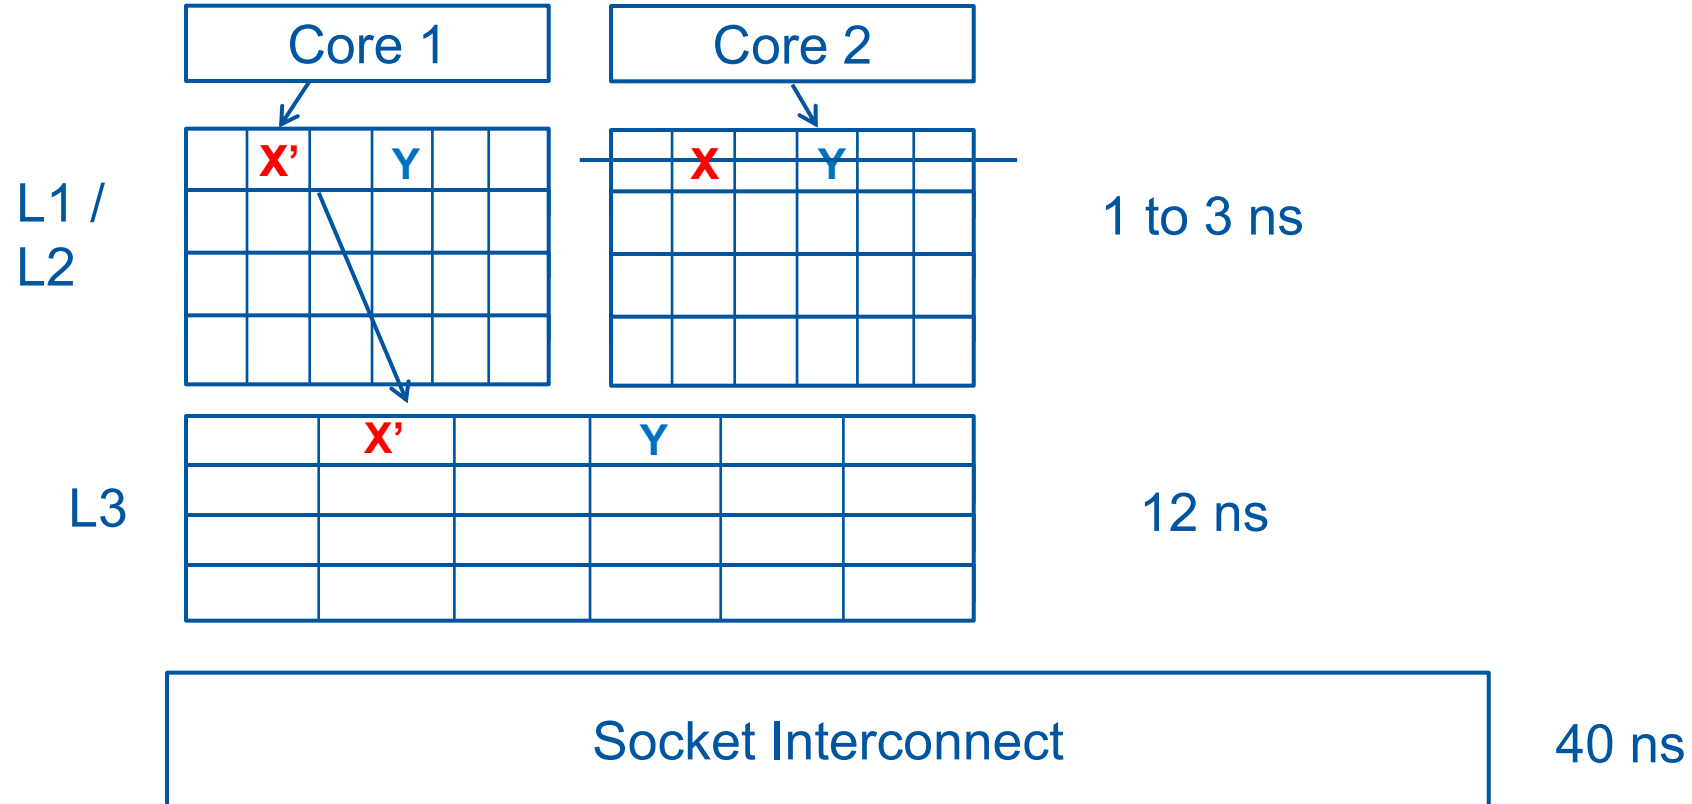 Core 1
Core 2
X’ Y
X Y
L1 /
L2
1 to 3 ns
X’ Y
L3
12 ns
Socket Interconnect
40 ns